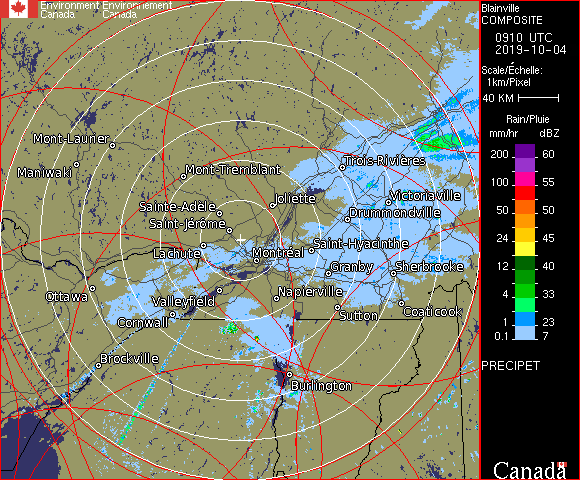 Environment Environnement
Canada Canada
Blainville
COMPOSITE
0910 UTC
2019-10-04
Scale/Échelle:
1km/Pixel
40 KM
Rain/Pluie
mm/hr dBZ
200 60
100 55
50 50
24 45
12 40
4 33
1 23
0.1 7
PRECIPET
Canada
Mont-Laurier
Maniwaki
Mont-Tremblant
Trois-Rivières
Joliette
Victoriaville
Sainte-Adèle
Drummondville
Saint-Jérôme
Lachute
Montréal
Saint-Hyacinthe
Granby
Sherbrooke
Ottawa
Valleyfield
Napierville
Cornwall
Sutton
Coaticook
Brockville
Burlington